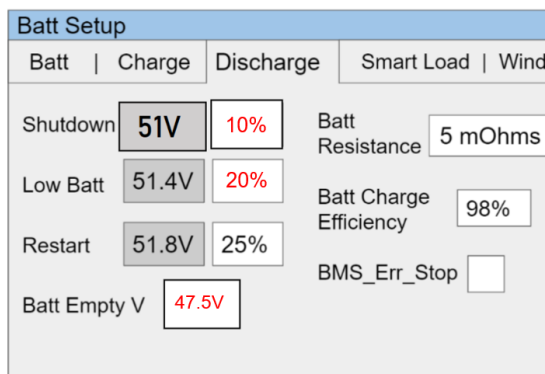 Batt Setup
Batt | Charge Discharge Smart Load | Wind
Shutdown 51V 10%
Batt Resistance 5 mOhms
Low Batt 51.4V 20%
Batt Charge Efficiency 98%
Restart 51.8V 25%
BMS_Err_Stop
Batt Empty V 47.5V